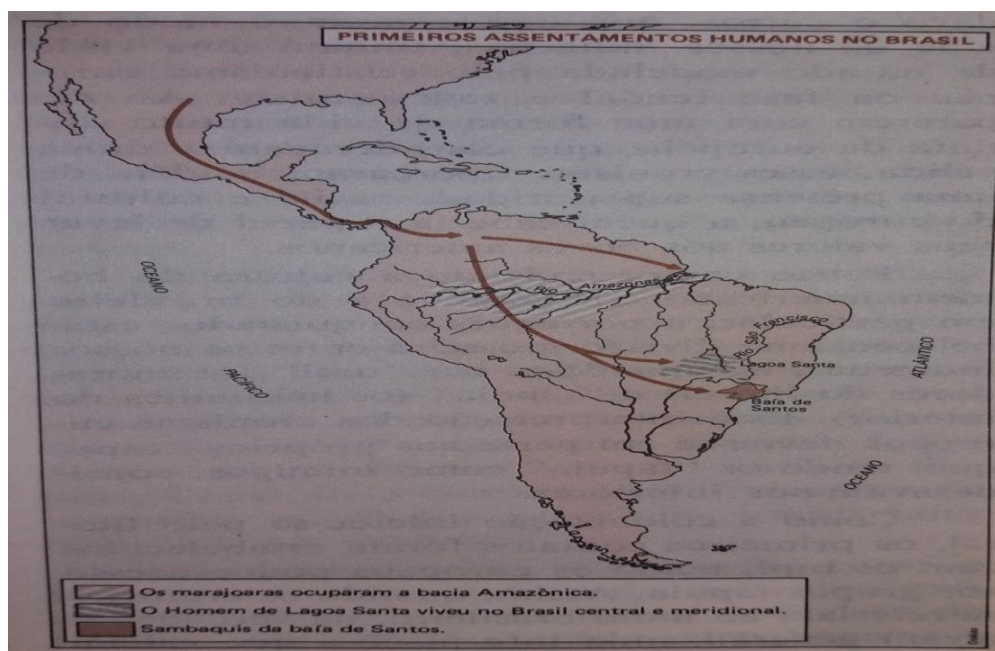 PRIMEIROS ASSENTAMENTOS HUMANOS NO BRASIL
Rio Amazonas
Rio São Francisco
Lagoa Santa
Baía de
Santos
OCEANO
PACÍFICO
ATLÂNTICO
OCEANO
Os marajoaras ocuparam a bacia Amazônica.
O Homem de Lagoa Santa viveu no Brasil central e meridional.
Sambaquis da baía de Santos.